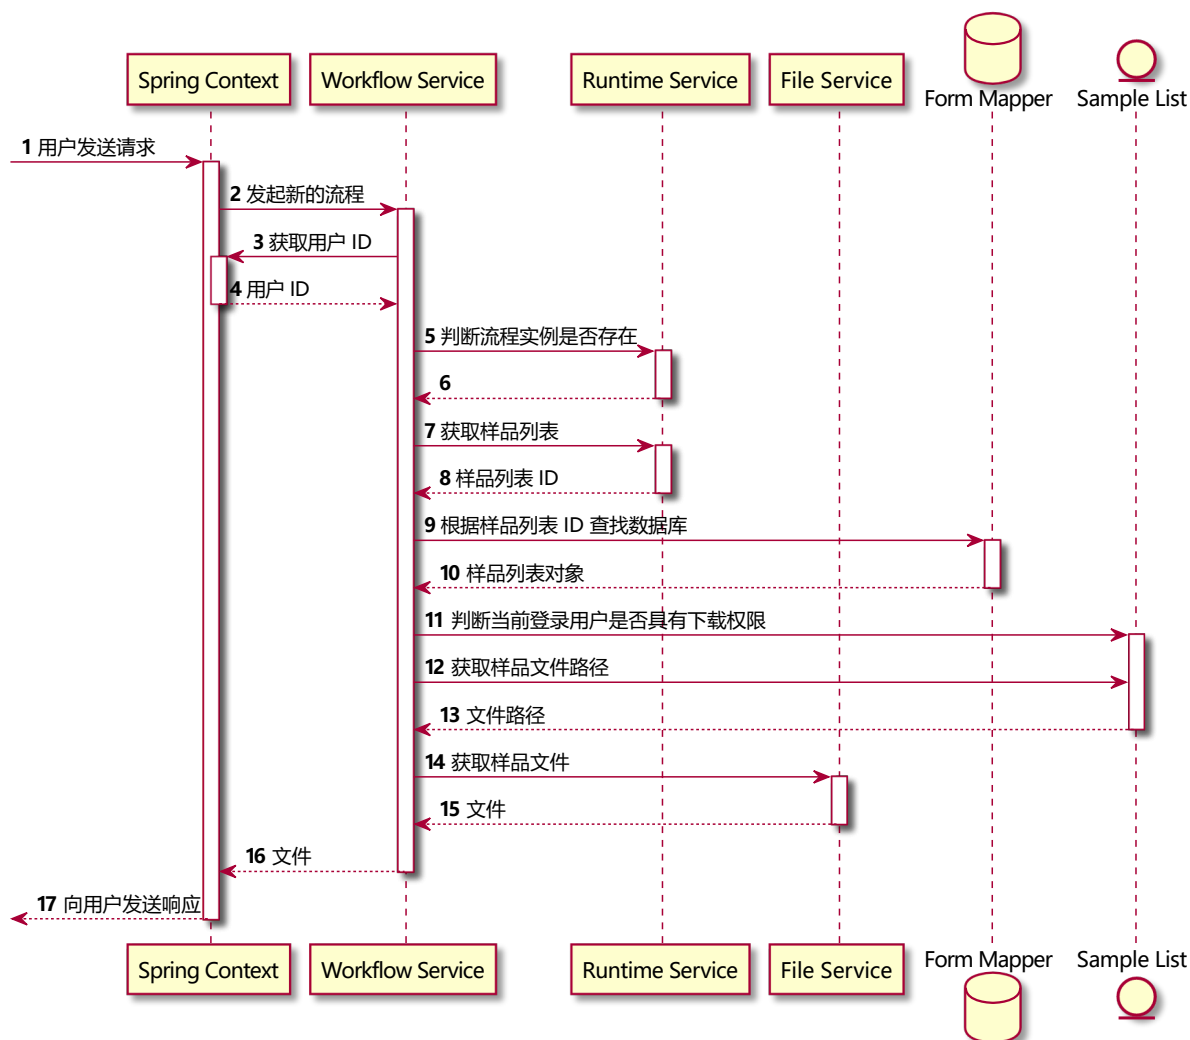 Spring Context
Workflow Service
Runtime Service
File Service
Form Mapper
Sample List
1 用户发送请求
2 发起新的流程
3 获取用户 ID
4 用户 ID
5 判断流程实例是否存在
6
7 获取样品列表
8 样品列表 ID
9 根据样品列表 ID 查找数据库
10 样品列表对象
11 判断当前登录用户是否具有下载权限
12 获取样品文件路径
13 文件路径
14 获取样品文件
15 文件
16 文件
17 向用户发送响应
Spring Context
Workflow Service
Runtime Service
File Service
Form Mapper
Sample List